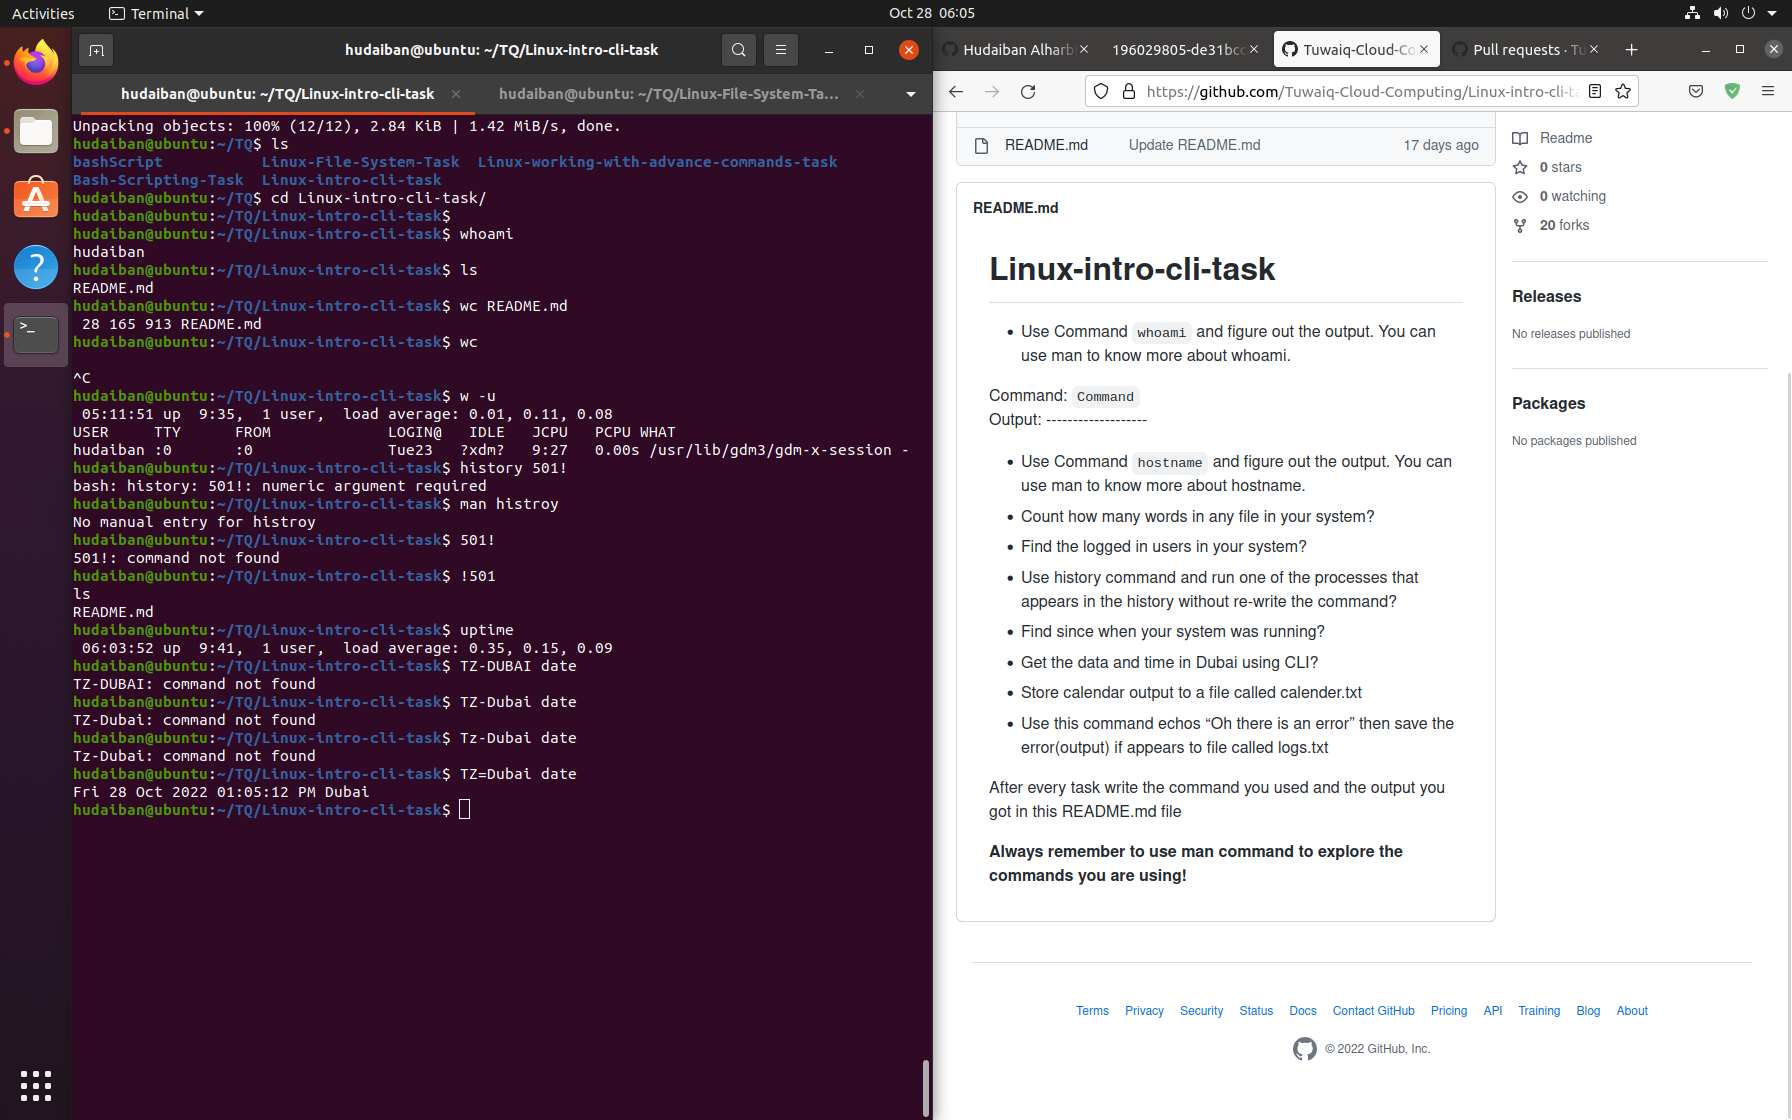 Activities
Terminal
Oct 28 06:05
hudaiban@ubuntu: ~/TQ/Linux-intro-cli-task
hudaiban@ubuntu: ~/TQ/Linux-intro-cli-task
hudaiban@ubuntu: ~/TQ/Linux-File-System-Ta...
Unpacking objects: 100% (12/12), 2.84 KiB | 1.42 MiB/s, done.
hudaiban@ubuntu:~/TQ$ ls
bashScript Linux-File-System-Task Linux-working-with-advance-commands-task
Bash-Scripting-Task Linux-intro-cli-task
hudaiban@ubuntu:~/TQ$ cd Linux-intro-cli-task/
hudaiban@ubuntu:~/TQ/Linux-intro-cli-task$
hudaiban@ubuntu:~/TQ/Linux-intro-cli-task$ whoami
hudaiban
hudaiban@ubuntu:~/TQ/Linux-intro-cli-task$ ls
README.md
hudaiban@ubuntu:~/TQ/Linux-intro-cli-task$ wc README.md
28 165 913 README.md
hudaiban@ubuntu:~/TQ/Linux-intro-cli-task$ wc
^C
hudaiban@ubuntu:~/TQ/Linux-intro-cli-task$ w -u
05:11:51 up 9:35, 1 user, load average: 0.01, 0.11, 0.08
USER TTY FROM LOGIN@ IDLE JCPU PCPU WHAT
hudaiban :0 :0 Tue23 ?xdm? 9:27 0.00s /usr/lib/gdm3/gdm-x-session -
hudaiban@ubuntu:~/TQ/Linux-intro-cli-task$ history 501!
bash: history: 501!: numeric argument required
hudaiban@ubuntu:~/TQ/Linux-intro-cli-task$ man histroy
No manual entry for histroy
hudaiban@ubuntu:~/TQ/Linux-intro-cli-task$ 501!
501!: command not found
hudaiban@ubuntu:~/TQ/Linux-intro-cli-task$ !501
ls
README.md
hudaiban@ubuntu:~/TQ/Linux-intro-cli-task$ uptime
06:03:52 up 9:41, 1 user, load average: 0.35, 0.15, 0.09
hudaiban@ubuntu:~/TQ/Linux-intro-cli-task$ TZ-DUBAI date
TZ-DUBAI: command not found
hudaiban@ubuntu:~/TQ/Linux-intro-cli-task$ TZ-Dubai date
TZ-Dubai: command not found
hudaiban@ubuntu:~/TQ/Linux-intro-cli-task$ Tz-Dubai date
Tz-Dubai: command not found
hudaiban@ubuntu:~/TQ/Linux-intro-cli-task$ TZ=Dubai date
Fri 28 Oct 2022 01:05:12 PM Dubai
hudaiban@ubuntu:~/TQ/Linux-intro-cli-task$
Hudaiban Alharb
196029805-de31bcc
Tuwaiq-Cloud-Co
Pull requests · Tu
https://github.com/Tuwaiq-Cloud-Computing/Linux-intro-cli-ta
README.md Update README.md 17 days ago
README.md
Linux-intro-cli-task
• Use Command whoami and figure out the output. You can
use man to know more about whoami.
Command: Command
Output: -------------------
• Use Command hostname and figure out the output. You can
use man to know more about hostname.
• Count how many words in any file in your system?
• Find the logged in users in your system?
• Use history command and run one of the processes that
appears in the history without re-write the command?
• Find since when your system was running?
• Get the data and time in Dubai using CLI?
• Store calendar output to a file called calender.txt
• Use this command echos “Oh there is an error” then save the
error(output) if appears to file called logs.txt
After every task write the command you used and the output you
got in this README.md file
Always remember to use man command to explore the
commands you are using!
Readme
0 stars
0 watching
20 forks
Releases
No releases published
Packages
No packages published
Terms Privacy Security Status Docs Contact GitHub Pricing API Training Blog About
© 2022 GitHub, Inc.